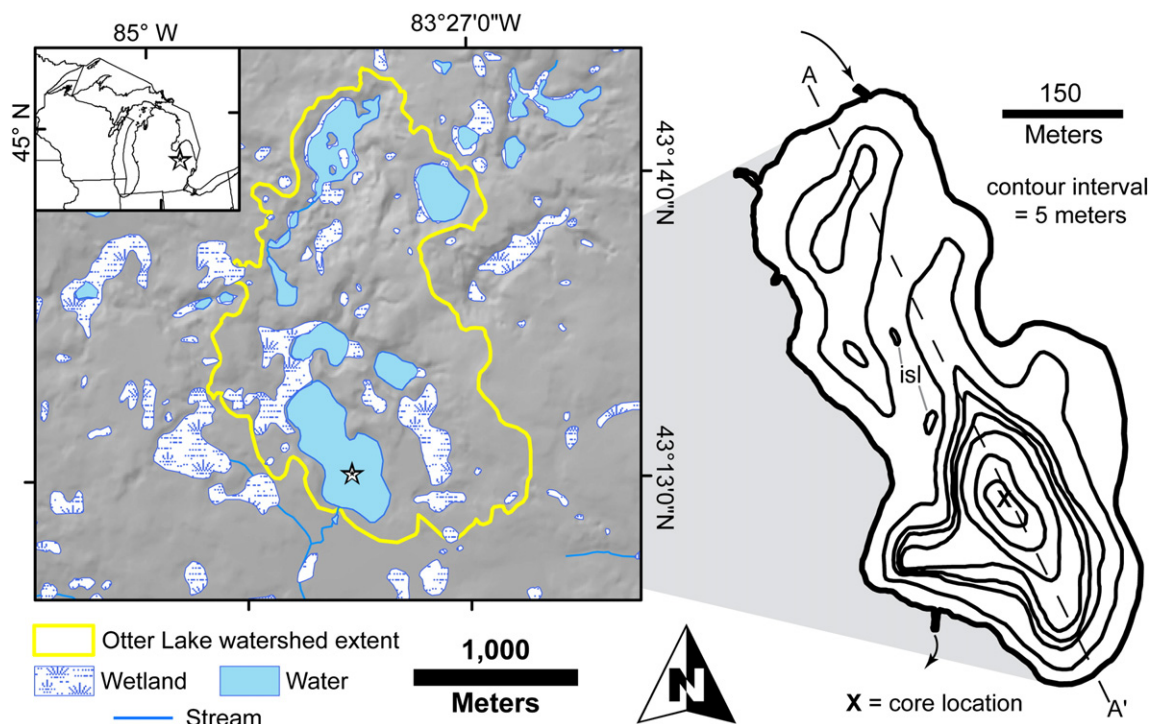 85° W
83°27'0"W
45° N
43°14'0"N
43°13'0"N
A
150
Meters
contour interval
= 5 meters
isl
X
A'
X = core location
Otter Lake watershed extent
Wetland
Water
Stream
1,000
Meters
N